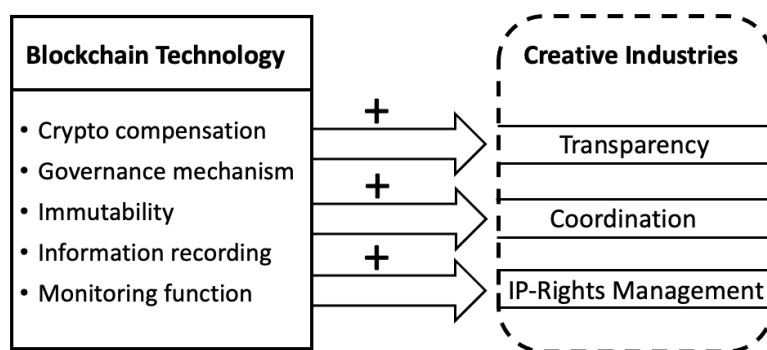 Blockchain Technology
• Crypto compensation
• Governance mechanism
• Immutability
• Information recording
• Monitoring function
+
+
+
Creative Industries
Transparency
Coordination
IP-Rights Management